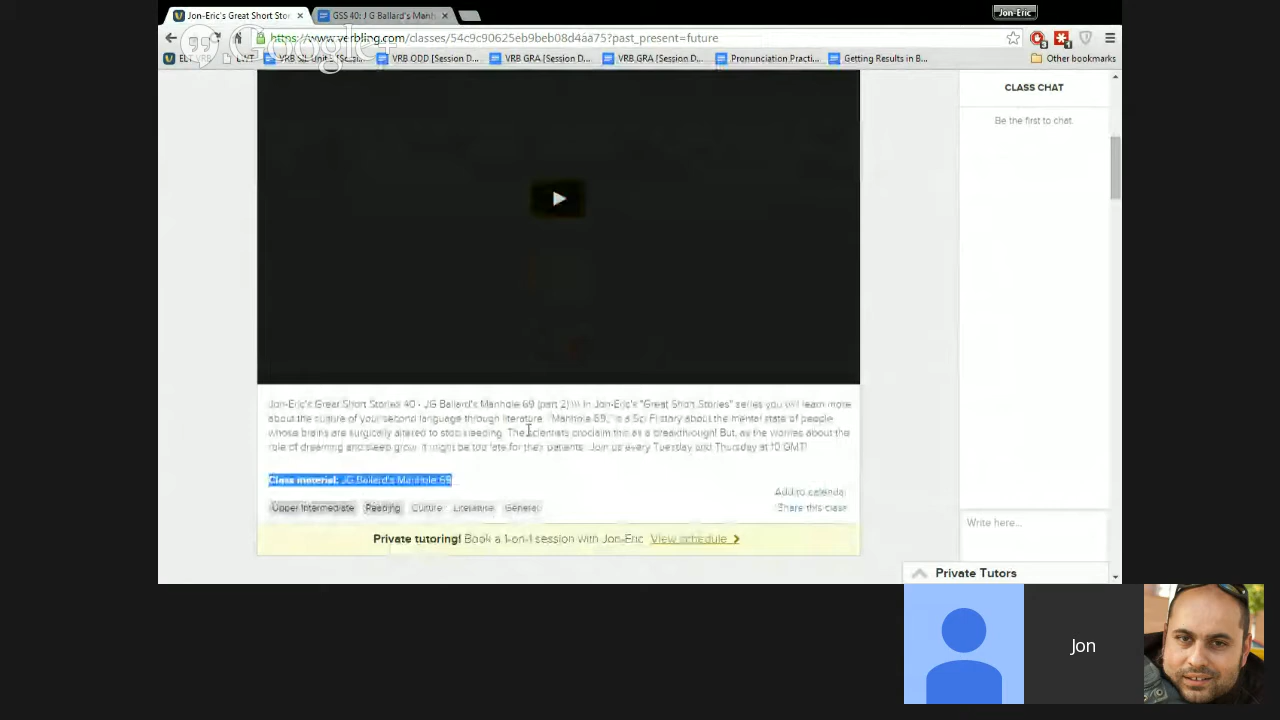 Jon-Eric's Great Short Stor
GSS 40: J G Ballard's Manh
Jon-Eric
https://www.verbling.com/classes/54c9c90625eb9beb08d4aa75?past_present=future
Google+
VRB ODD [Session D...
VRB GRA [Session D...
VRB GRA [Session D...
Pronunciation Practi...
Getting Results in B...
Other bookmarks
CLASS CHAT
Be the first to chat.
Jon-Eric's Great Short Stories 40 - JG Ballard's Manhole 69 (part 2) \\\ In Jon-Eric's "Great Short Stories" series you will learn more
about the culture of your second language through literature. "Manhole 69," is a Sci Fi story about the mental state of people
whose brains are surgically altered to stop sleeping. The scientists proclaim this as a breakthrough! But, as the worries about the
role of dreaming and sleep grow, it might be too late for their patients. Join us every Tuesday and Thursday at 10 GMT!
Class material: JG Ballard's Manhole 69
Add to calendar
Upper Intermediate Reading Culture Literature General
Share this class
Write here...
Private tutoring! Book a 1-on-1 session with Jon-Eric View schedule
Private Tutors
Jon